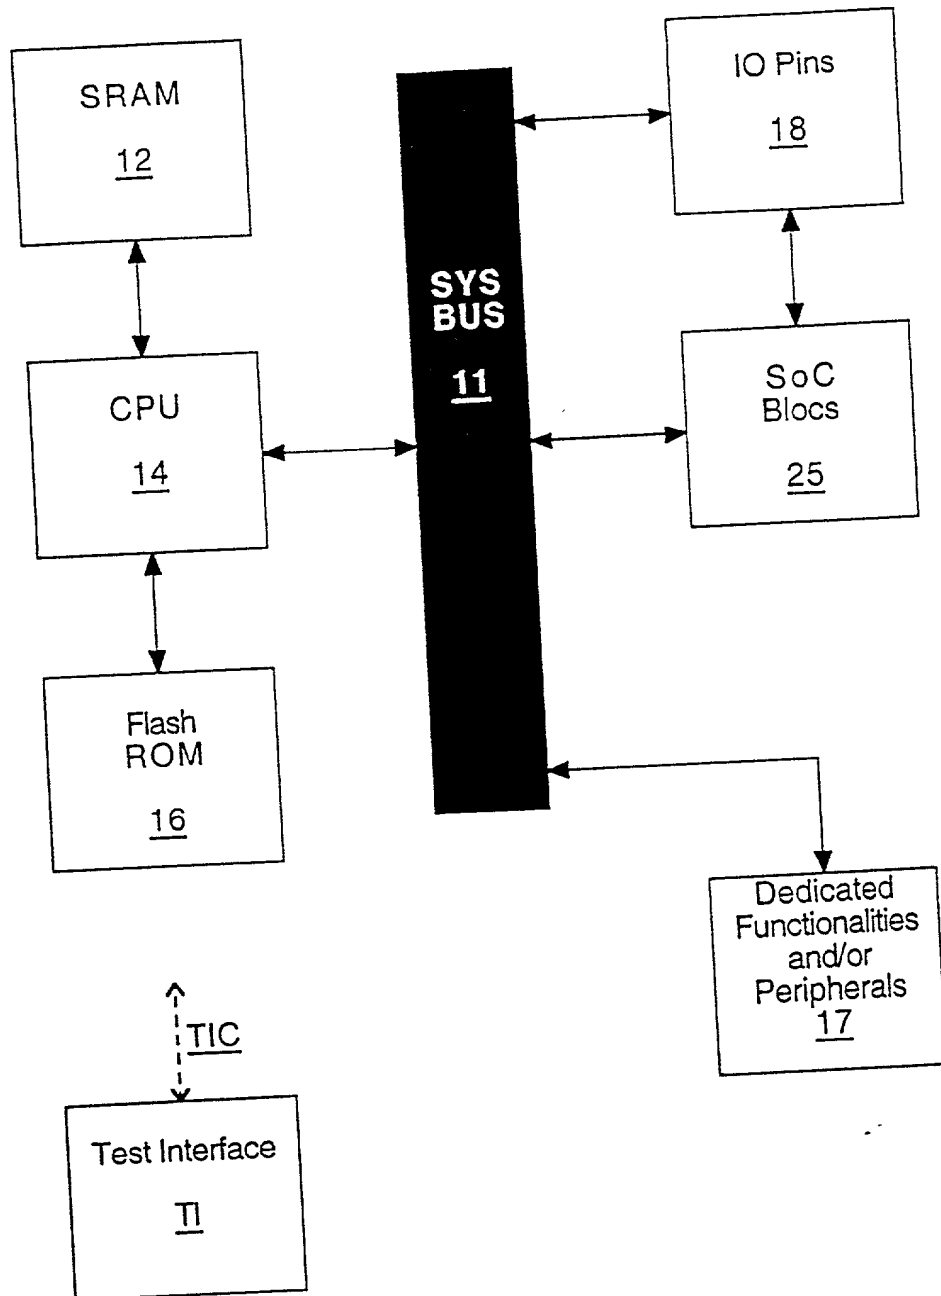 SRAM
12
IO Pins
18
SYS
BUS
11
CPU
14
SoC
Blocs
25
Flash
ROM
16
Dedicated
Functionalities
and/or
Peripherals
17
TIC
Test Interface
TI